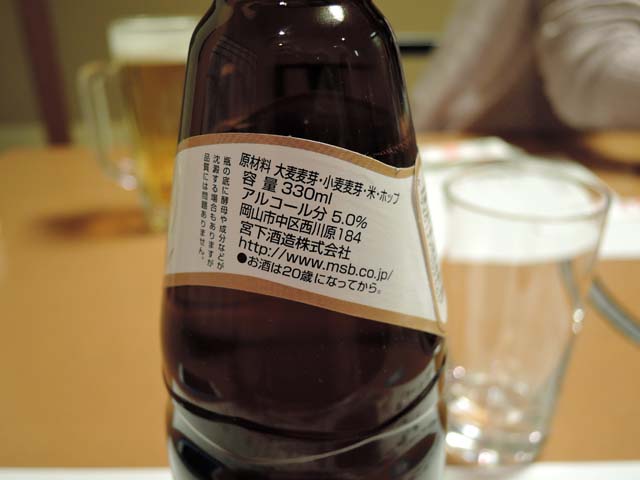 原材料 大麦麦芽・小麦麦芽・米・ホップ
容量 330ml
アルコール分 5.0%
岡山市中区西川原184
宮下酒造株式会社
http://www.msb.co.jp/
●お酒は20歳になってから。
瓶の底に酵母や成分などが
沈澱する場合もありますが
品質には問題ありません。